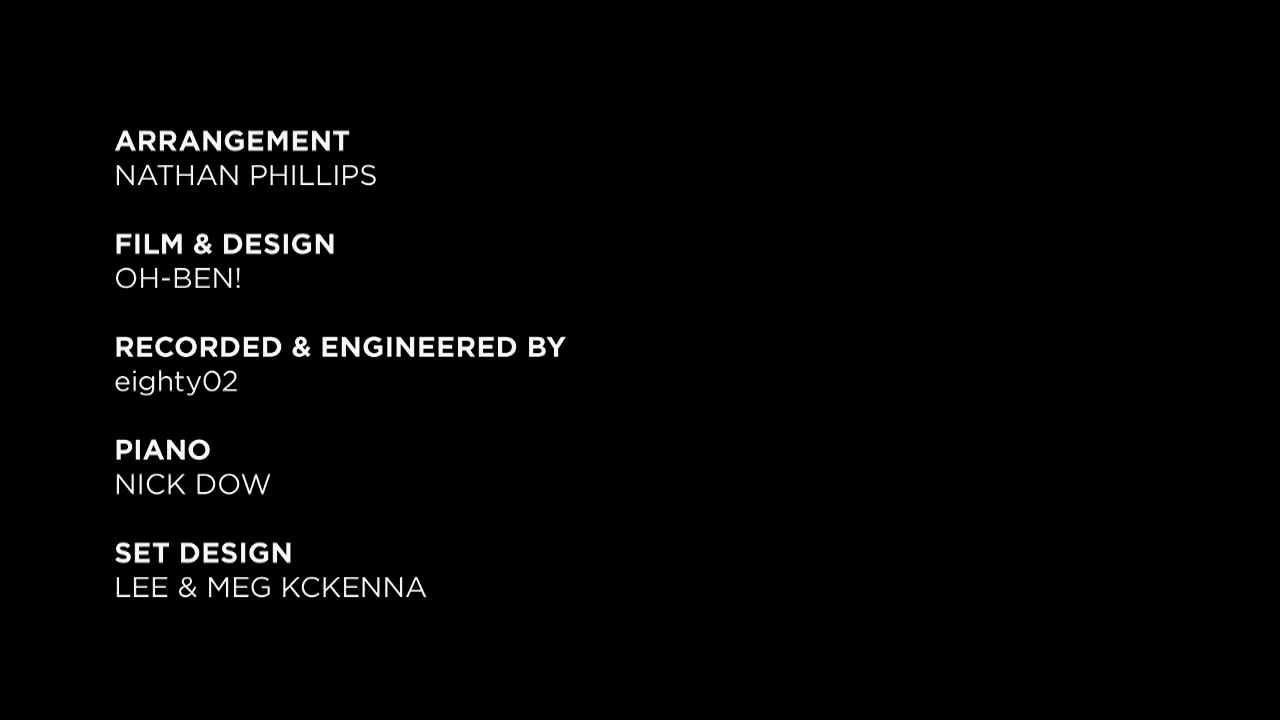 ARRANGEMENT
NATHAN PHILLIPS
FILM & DESIGN
OH-BEN!
RECORDED & ENGINEERED BY
eighty02
PIANO
NICK DOW
SET DESIGN
LEE & MEG KCKENNA